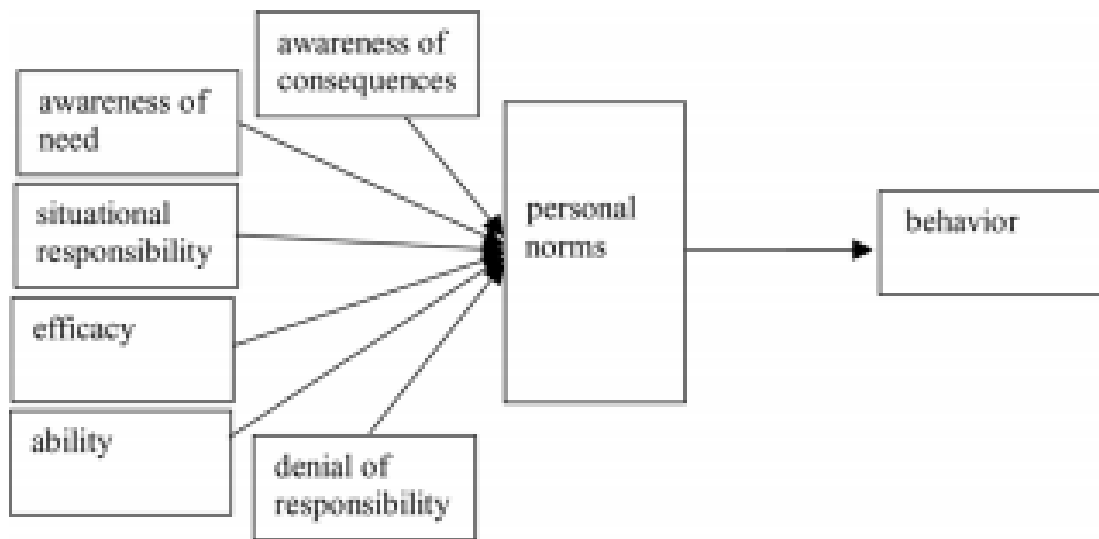 awareness of
consequences
awareness of
need
situational
responsibility
efficacy
ability
denial of
responsibility
personal
norms
behavior